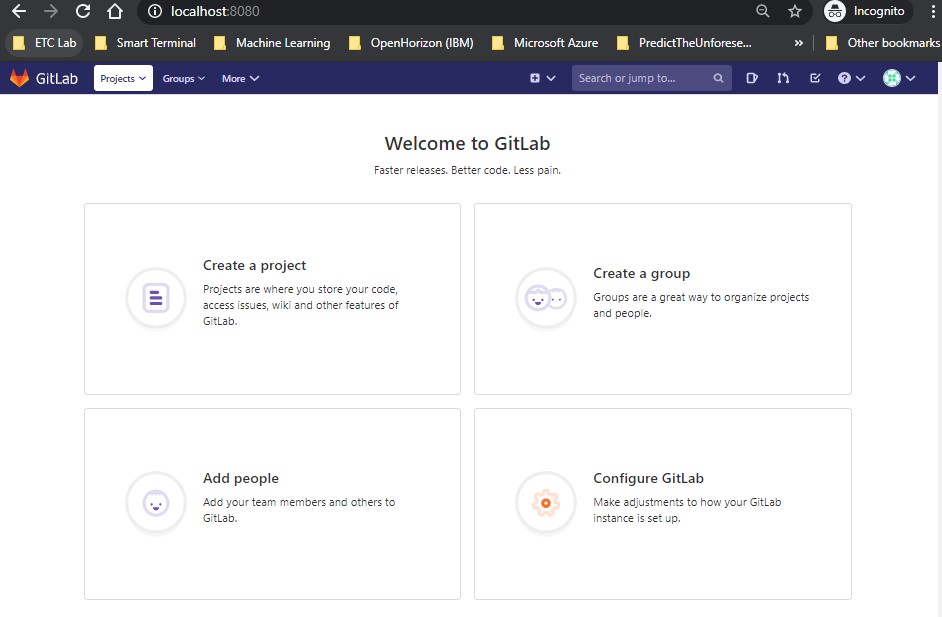 localhost:8080
Incognito
ETC Lab Smart Terminal Machine Learning OpenHorizon (IBM) Microsoft Azure PredictTheUnforese... » Other bookmarks
GitLab Projects Groups More Search or jump to...
Welcome to GitLab
Faster releases. Better code. Less pain.
Create a project
Projects are where you store your code,
access issues, wiki and other features of
GitLab.
Create a group
Groups are a great way to organize projects
and people.
Add people
Add your team members and others to
GitLab.
Configure GitLab
Make adjustments to how your GitLab
instance is set up.